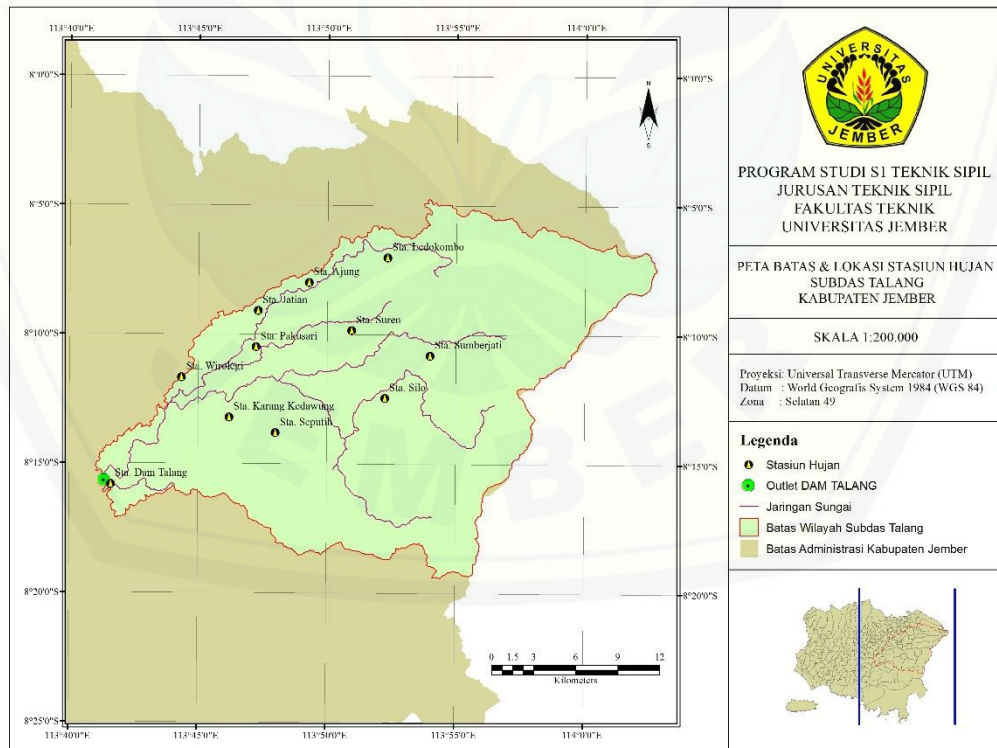 113°40'0"E
113°45'0"E
113°50'0"E
113°55'0"E
114°0'0"E
8°0'0"S
8°0'0"S
8°5'0"S
8°5'0"S
8°10'0"S
8°10'0"S
8°15'0"S
8°15'0"S
8°20'0"S
8°20'0"S
8°25'0"S
N
S
Sta. Ledokombo
Sta. Ajung
Sta. Jatian
Sta. Suren
Sta. Pakusari
Sta. Sumberjati
Sta. Wirolegi
Sta. Silo
Sta. Karang Kedawung
Sta. Seputih
Sta. Dam Talang
0 1.5 3 6 9 12
Kilometers
113°40'0"E
113°45'0"E
113°50'0"E
113°55'0"E
114°0'0"E
UNIVERSITAS
JEMBER
PROGRAM STUDI S1 TEKNIK SIPIL
JURUSAN TEKNIK SIPIL
FAKULTAS TEKNIK
UNIVERSITAS JEMBER
PETA BATAS & LOKASI STASIUN HUJAN
SUBDAS TALANG
KABUPATEN JEMBER
SKALA 1:200.000
Proyeksi: Universal Transverse Mercator (UTM)
Datum : World Geografis System 1984 (WGS 84)
Zona : Selatan 49
Legenda
Stasiun Hujan
Outlet DAM TALANG
Jaringan Sungai
Batas Wilayah Subdas Talang
Batas Administrasi Kabupaten Jember
JEMBER